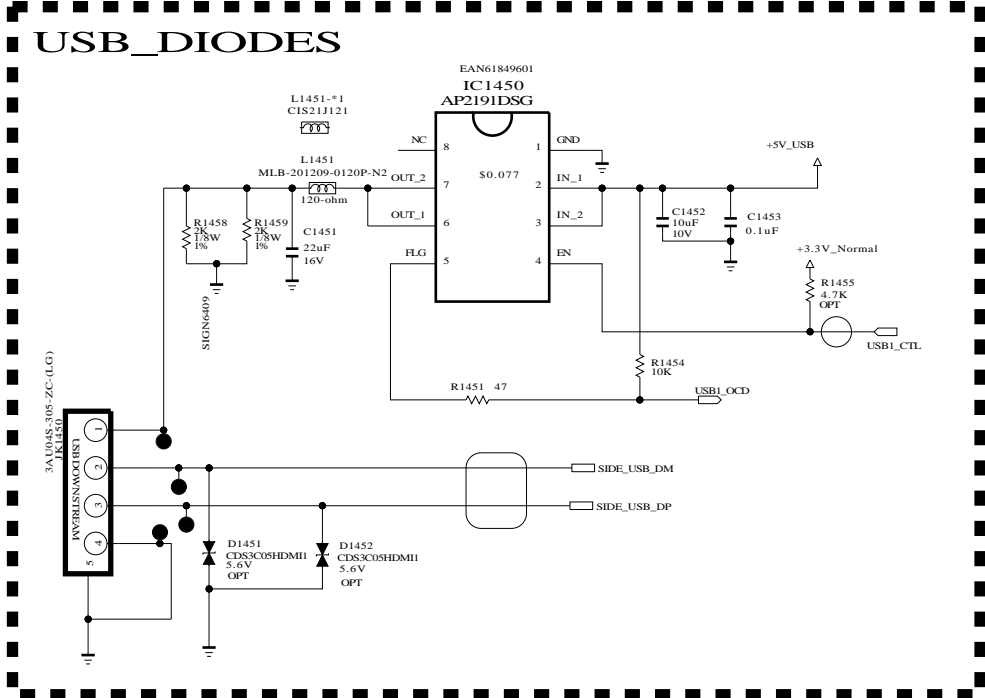 USB_DIODES
EAN61849601
IC1450
AP2191DSG
L1451-*1
CIS21J121
NC
8
1
GND
+5V_USB
L1451
MLB-201209-0120P-N2
120-ohm
OUT_2
7
$0.077
2
IN_1
R1458
2K
1/8W
1%
R1459
2K
1/8W
1%
C1451
22uF
16V
OUT_1
6
3
IN_2
C1452
10uF
10V
C1453
0.1uF
FLG
5
4
EN
+3.3V_Normal
R1455
4.7K
OPT
SIGN6409
USB1_CTL
R1454
10K
R1451 47
USB1_OCD
3AU04S-305-ZC-(LG)
JK1450
USB DOWNSTREAM
1
2
3
4
5
SIDE_USB_DM
SIDE_USB_DP
D1451
CDS3C05HDMI1
5.6V
OPT
D1452
CDS3C05HDMI1
5.6V
OPT